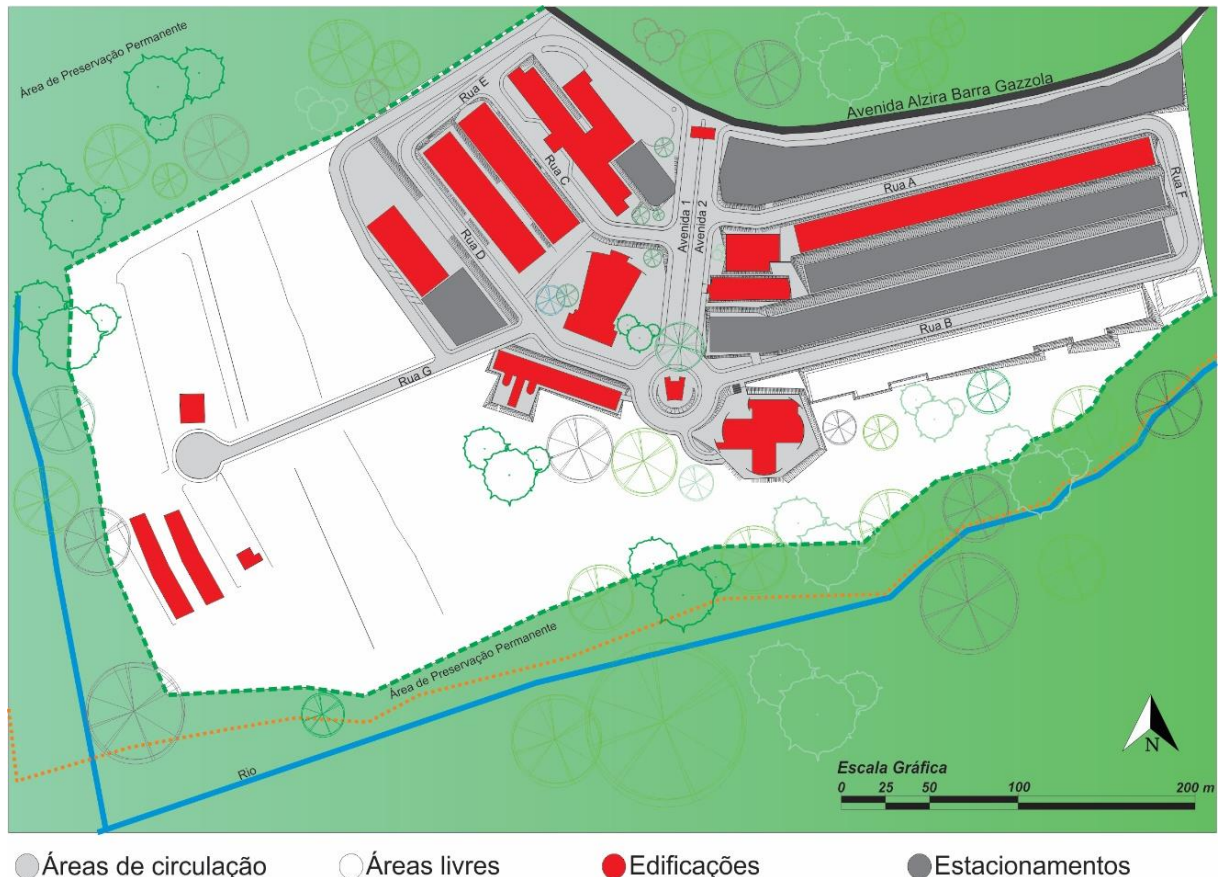 Área de Preservação Permanente
Avenida Alzira Barra Gazzola
Rua E
Rua C
Rua A
Rua F
Avenida 1
Avenida 2
Rua D
Rua B
Rua G
Área de Preservação Permanente
Rio
N
Escala Gráfica
0 25 50 100 200 m
Áreas de circulação Áreas livres Edificações Estacionamentos